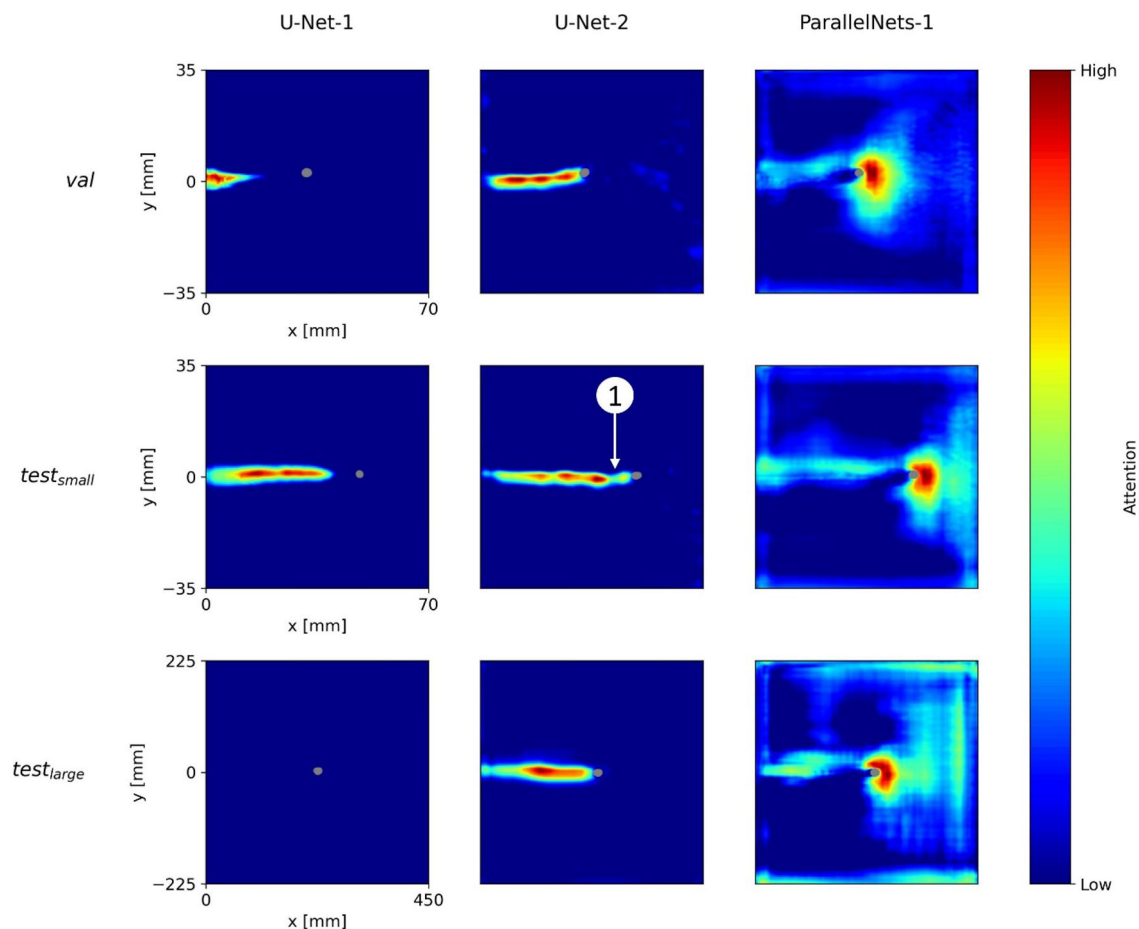 U-Net-1 U-Net-2 ParallelNets-1
35 High
val y [mm] 0
−35
0 70
x [mm]
35
1
test_small y [mm] 0 Attention
−35
0 70
x [mm]
225
test_large y [mm] 0
−225 Low
0 450
x [mm]